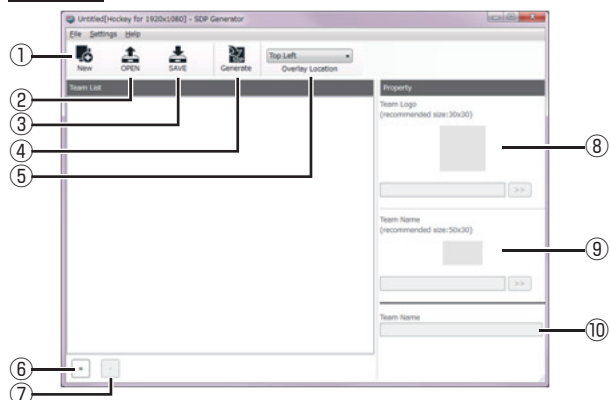 Untitled[Hockey for 1920x1080] - SDP Generator
File Settings Help
New OPEN SAVE Generate Top Left
Overlay Location
Team List
Property
Team Logo
(recommended size:30x30)
>>
Team Name
(recommended size:50x30)
>>
Team Name
+
-
①
②
③
④
⑤
⑥
⑦
⑧
⑨
⑩